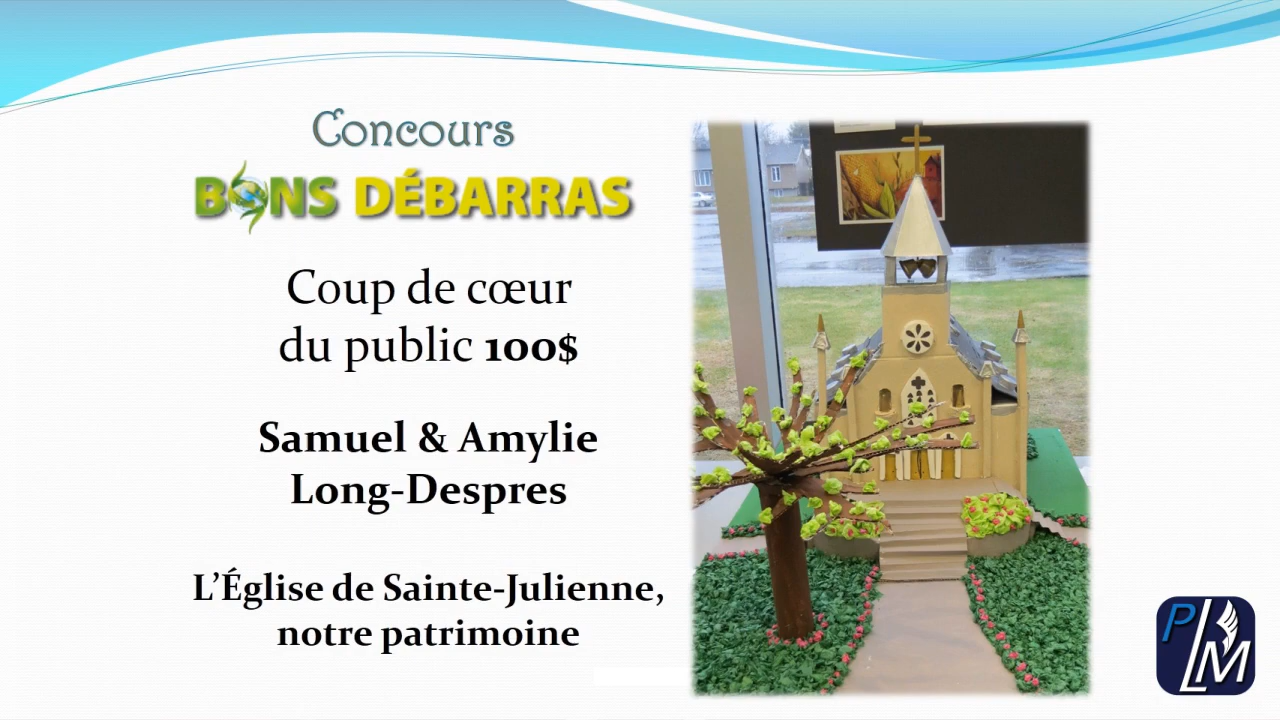 Concours
BONS DÉBARRAS
Coup de cœur
du public 100$
Samuel & Amylie
Long-Despres
L’Église de Sainte-Julienne,
notre patrimoine
PLM